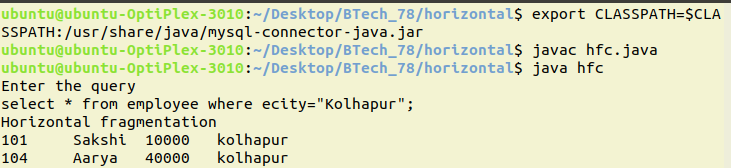 ubuntu@ubuntu-OptiPlex-3010:~/Desktop/BTech_78/horizontal$ export CLASSPATH=$CLA
SSPATH:/usr/share/java/mysql-connector-java.jar
ubuntu@ubuntu-OptiPlex-3010:~/Desktop/BTech_78/horizontal$ javac hfc.java
ubuntu@ubuntu-OptiPlex-3010:~/Desktop/BTech_78/horizontal$ java hfc
Enter the query
select * from employee where ecity="Kolhapur";
Horizontal fragmentation
101 Sakshi 10000 kolhapur
104 Aarya 40000 kolhapur